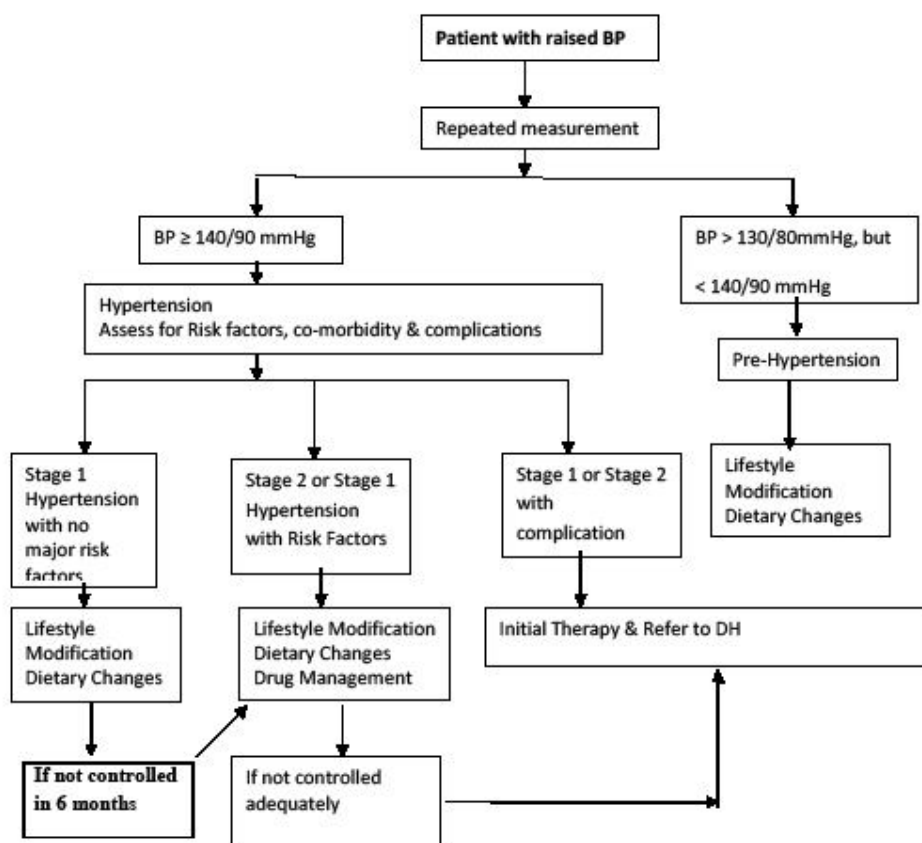 Patient with raised BP
Repeated measurement
BP ≥ 140/90 mmHg
BP > 130/80mmHg, but
< 140/90 mmHg
Hypertension
Assess for Risk factors, co-morbidity & complications
Pre-Hypertension
Stage 1
Hypertension
with no
major risk
factors.
Stage 2 or Stage 1
Hypertension
with Risk Factors
Stage 1 or Stage 2
with
complication
Lifestyle
Modification
Dietary Changes
Lifestyle
Modification
Dietary Changes
Lifestyle Modification
Dietary Changes
Drug Management
Initial Therapy & Refer to DH
If not controlled
in 6 months
If not controlled
adequately